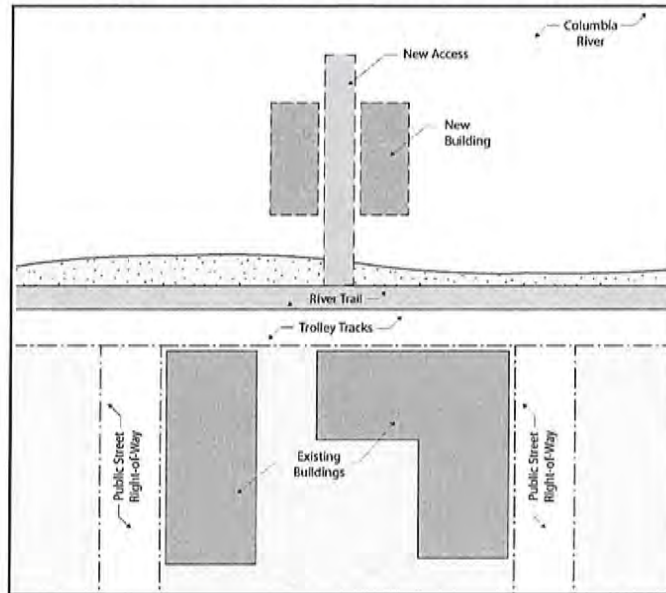 Columbia
River
New Access
New
Building
River Trail
Trolley Tracks
Public Street
Right-of-Way
Existing
Buildings
Public Street
Right-of-Way